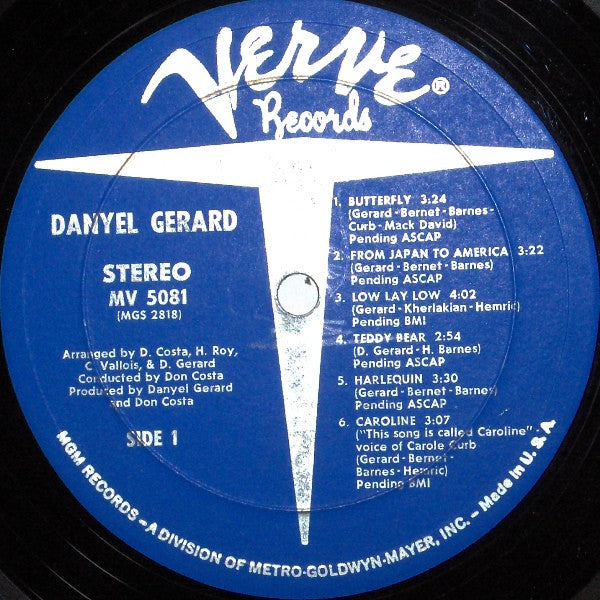 VERVE®
Records
DANYEL GERARD
STEREO
MV 5081
(MGS 2818)
Arranged by D. Costa, H. Roy,
C. Vallois, & D. Gerard
Conducted by Don Costa
Produced by Danyel Gerard
and Don Costa
SIDE 1
1. BUTTERFLY 3:24
(Gerard-Bernet-Barnes-
Curb-Mack David)
Pending ASCAP
2. FROM JAPAN TO AMERICA 3:22
(Gerard-Bernet-Barnes)
Pending ASCAP
3. LOW LAY LOW 4:02
(Gerard-Kherlakian-Hemric)
Pending BMI
4. TEDDY BEAR 2:54
(D. Gerard-H. Barnes)
Pending ASCAP
5. HARLEQUIN 3:30
(Gerard-Bernet-Barnes)
Pending ASCAP
6. CAROLINE 3:07
("This song is called Caroline" -
voice of Carole Curb
(Gerard-Bernet-
Barnes-Hemric)
Pending BMI
MGM RECORDS – A DIVISION OF METRO-GOLDWYN-MAYER, INC. – Made in U. S. A.